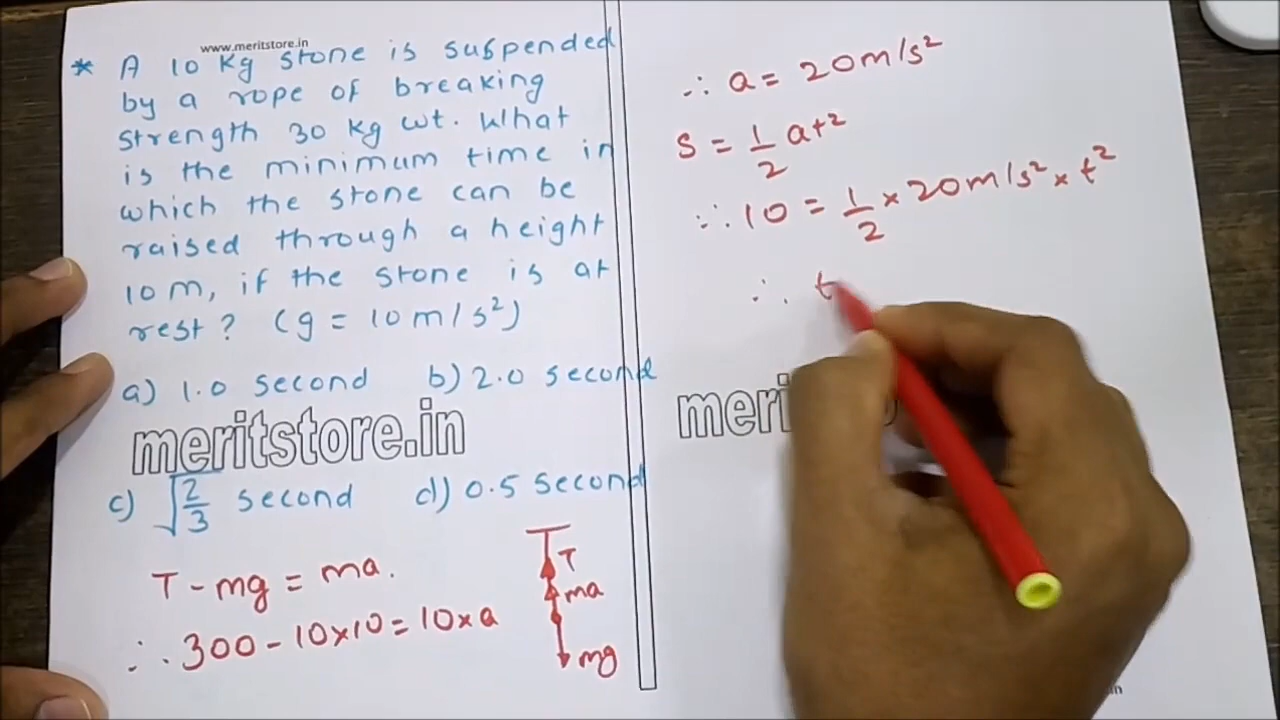 www.meritstore.in
* A 10 Kg stone is suspended
by a rope of breaking
strength 30 kg wt. What
is the minimum time in
which the stone can be
raised through a height
10 m, if the stone is at
rest? (g = 10 m/s²)
a) 1.0 second b) 2.0 second
meritstore.in
c) √2/3 second d) 0.5 second
T - mg = ma.
∴ 300 - 10×10 = 10×a
T
ma
mg
∴ a = 20 m/s²
s = 1/2 at²
∴ 10 = 1/2 × 20 m/s² × t²
∴ t